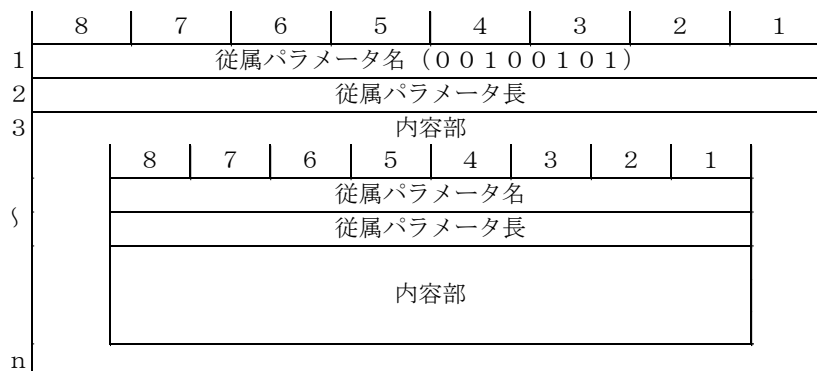 ８ ７ ６ ５ ４ ３ ２ １
１ 従属パラメータ名（００１００１０１）
２ 従属パラメータ長
３ 内容部
８ ７ ６ ５ ４ ３ ２ １
従属パラメータ名
〜 従属パラメータ長
内容部
ｎ